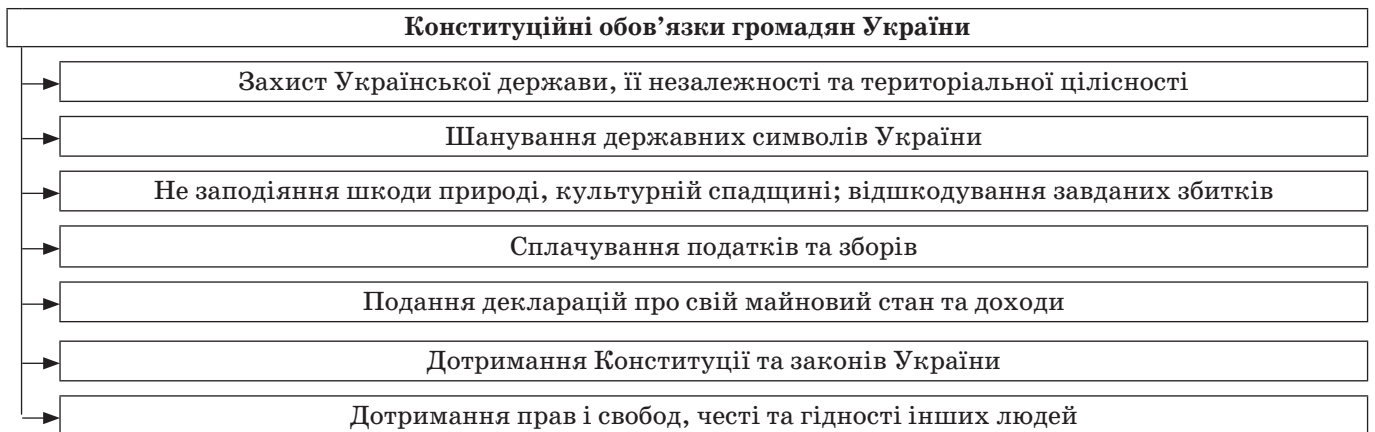 Конституційні обов’язки громадян України
Захист Української держави, її незалежності та територіальної цілісності
Шанування державних символів України
Не заподіяння шкоди природі, культурній спадщині; відшкодування завданих збитків
Сплачування податків та зборів
Подання декларацій про свій майновий стан та доходи
Дотримання Конституції та законів України
Дотримання прав і свобод, честі та гідності інших людей